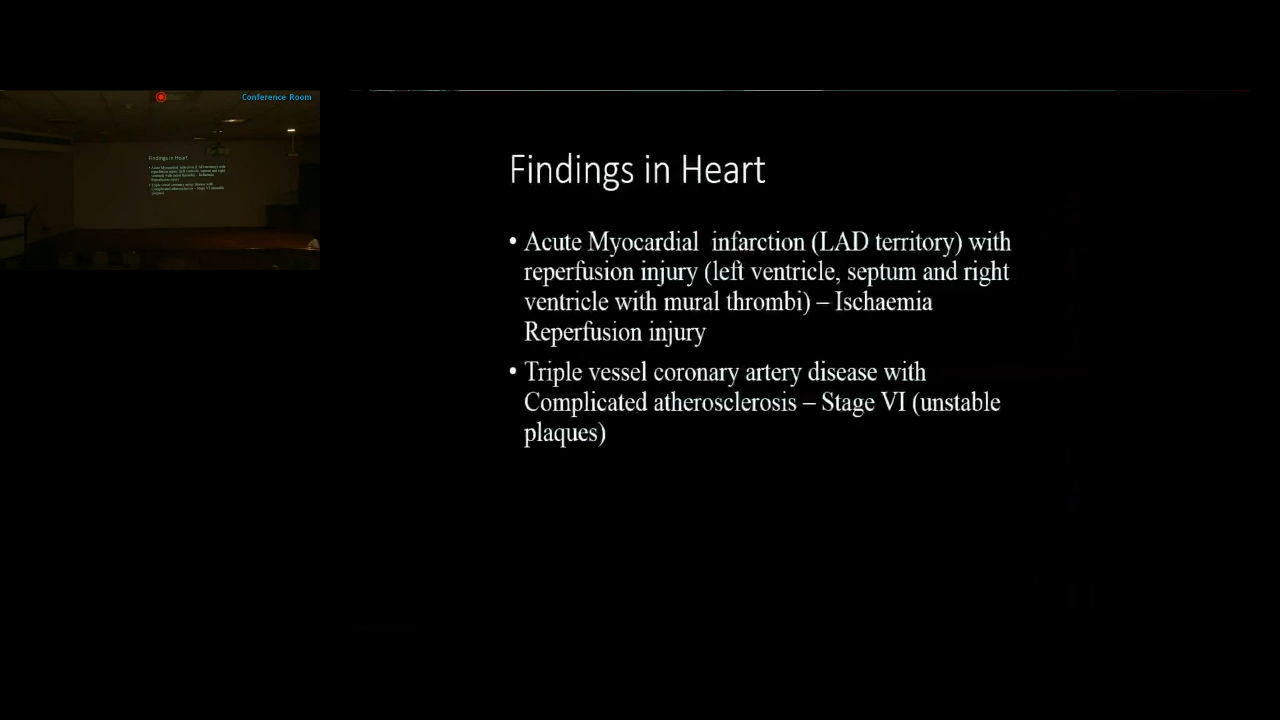 Conference Room
Findings in Heart
• Acute Myocardial infarction (LAD territory) with
reperfusion injury (left ventricle, septum and right
ventricle with mural thrombi) – Ischaemia
Reperfusion injury
• Triple vessel coronary artery disease with
Complicated atherosclerosis – Stage VI (unstable
plaques)